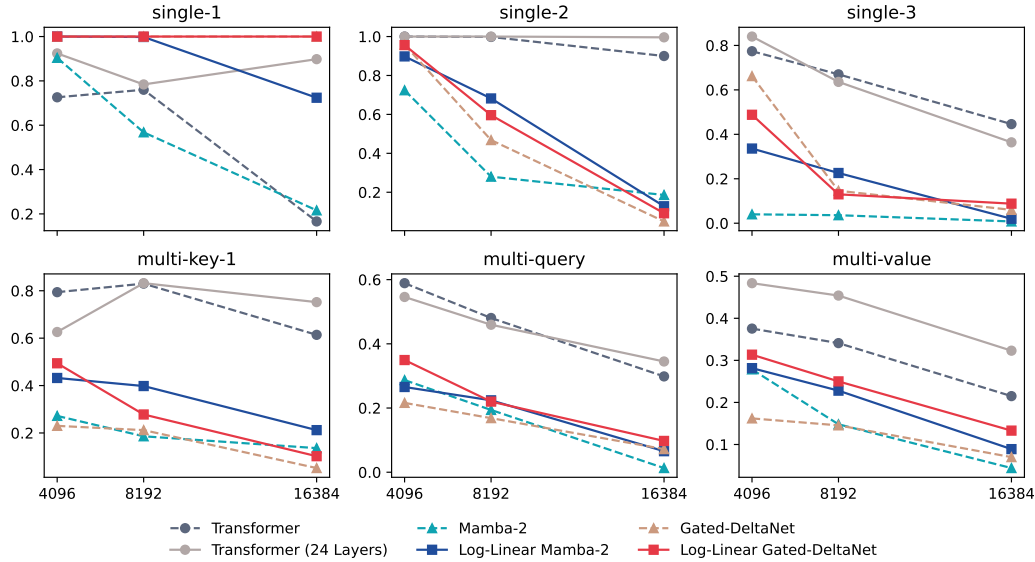 single-1
single-2
single-3
1.0
0.8
0.6
0.4
0.2
1.0
0.8
0.6
0.4
0.2
0.8
0.6
0.4
0.2
0.0
multi-key-1
multi-query
multi-value
0.8
0.6
0.4
0.2
0.6
0.4
0.2
0.0
0.5
0.4
0.3
0.2
0.1
4096 8192 16384
4096 8192 16384
4096 8192 16384
Transformer
Transformer (24 Layers)
Mamba-2
Log-Linear Mamba-2
Gated-DeltaNet
Log-Linear Gated-DeltaNet